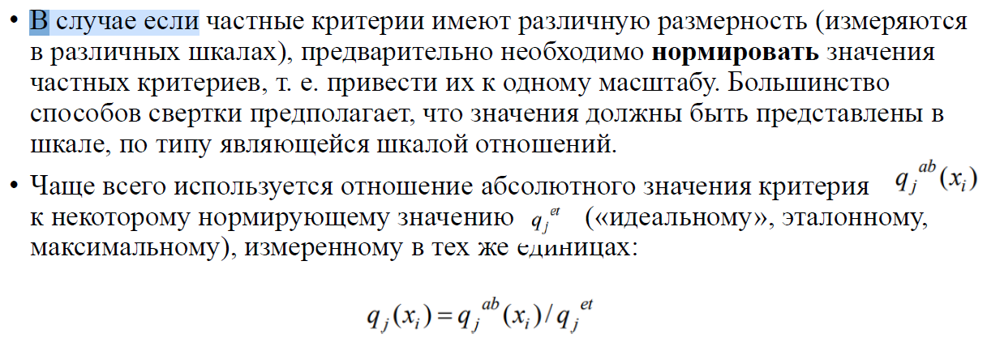 • В случае если частные критерии имеют различную размерность (измеряются
в различных шкалах), предварительно необходимо нормировать значения
частных критериев, т. е. привести их к одному масштабу. Большинство
способов свертки предполагает, что значения должны быть представлены в
шкале, по типу являющейся шкалой отношений.
• Чаще всего используется отношение абсолютного значения критерия q_j^{ab}(x_i)
к некоторому нормирующему значению q_j^{et} («идеальному», эталонному,
максимальному), измеренному в тех же единицах:
q_j(x_i) = q_j^{ab}(x_i) / q_j^{et}